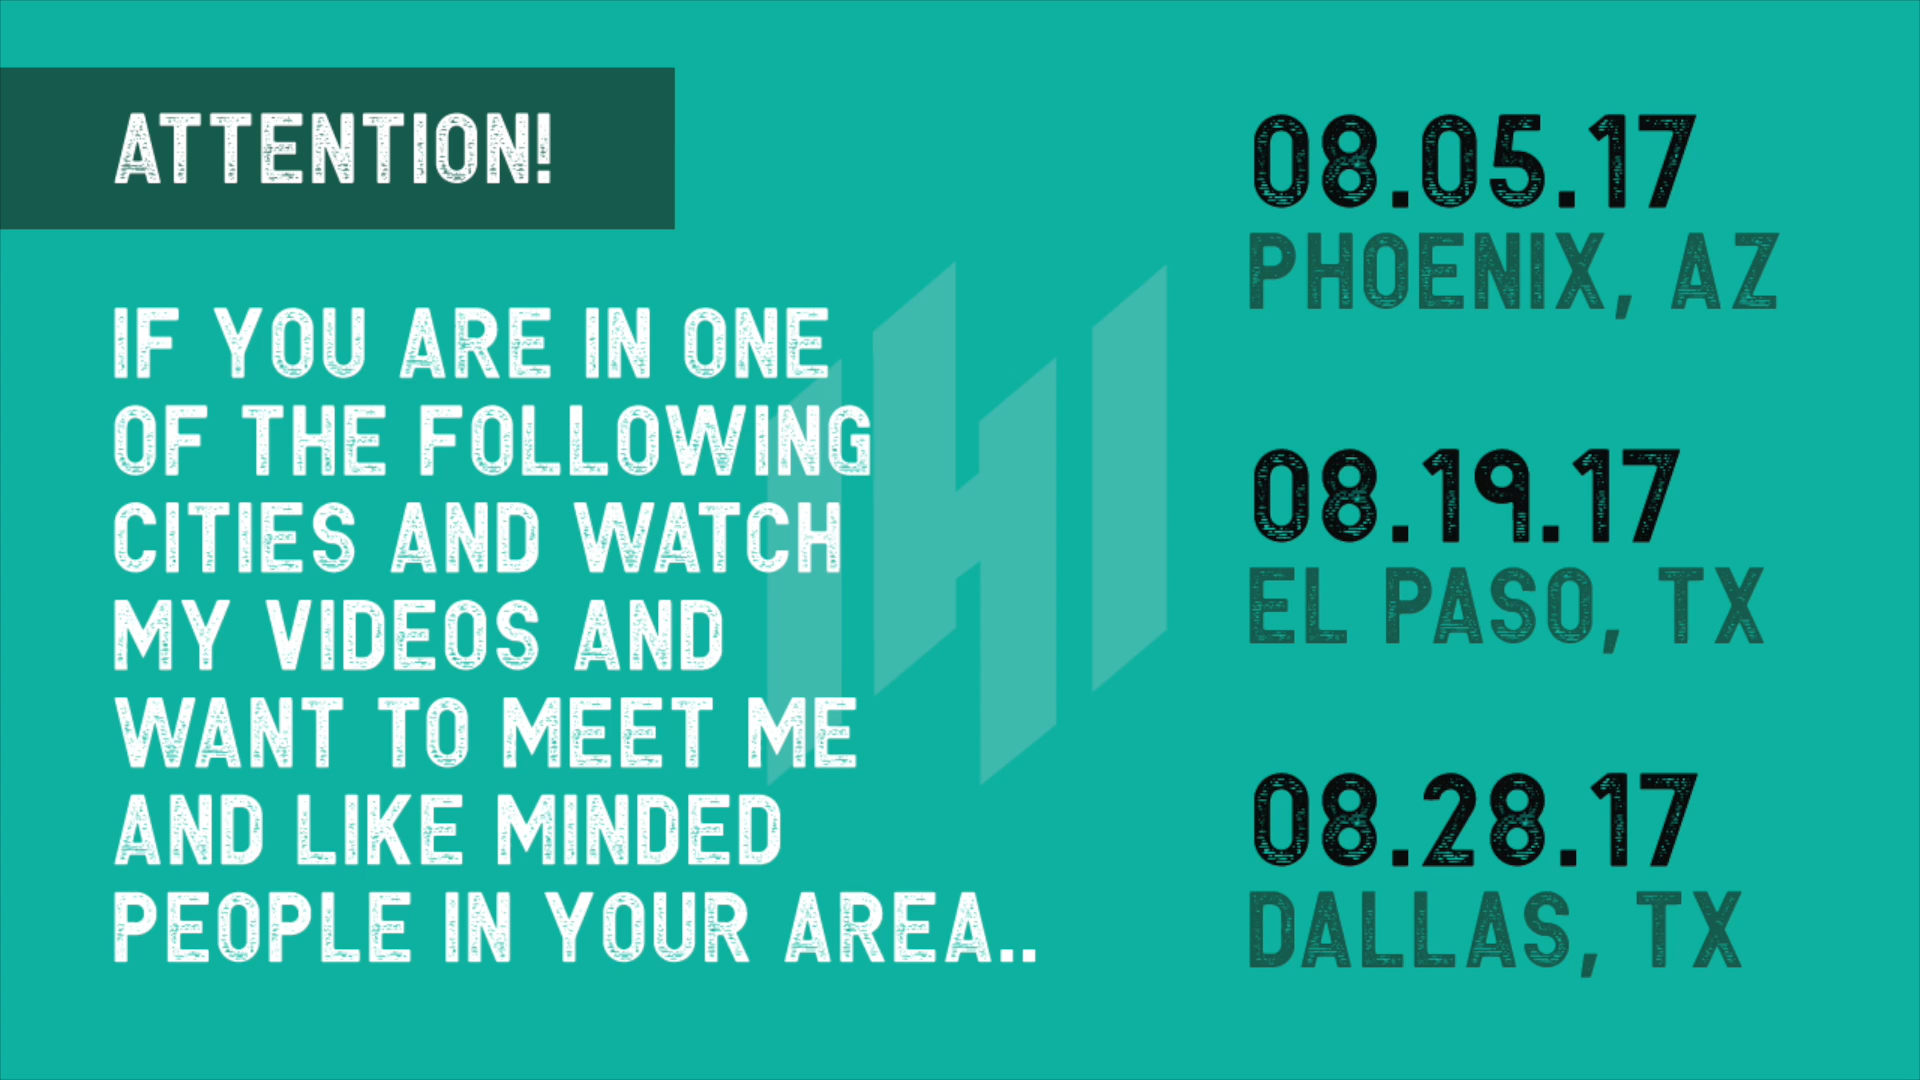 ATTENTION!
IF YOU ARE IN ONE
OF THE FOLLOWING
CITIES AND WATCH
MY VIDEOS AND
WANT TO MEET ME
AND LIKE MINDED
PEOPLE IN YOUR AREA..
08.05.17
PHOENIX, AZ
08.19.17
EL PASO, TX
08.28.17
DALLAS, TX